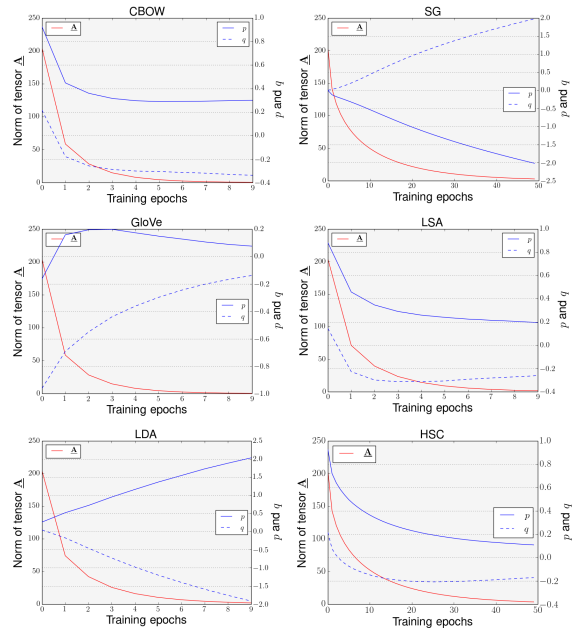 CBOW
Norm of tensor A
250
200
150
100
50
0
A
p
q
1.0
0.8
0.6
0.4
0.2
0.0
−0.2
−0.4
p and q
0 1 2 3 4 5 6 7 8 9
Training epochs
SG
Norm of tensor A
250
200
150
100
50
0
A
p
q
2.0
1.5
1.0
0.5
0.0
−0.5
−1.0
−1.5
−2.0
−2.5
p and q
0 10 20 30 40 50
Training epochs
GloVe
Norm of tensor A
250
200
150
100
50
0
A
p
q
0.2
0.0
−0.2
−0.4
−0.6
−0.8
−1.0
p and q
0 1 2 3 4 5 6 7 8 9
Training epochs
LSA
Norm of tensor A
250
200
150
100
50
0
A
p
q
1.0
0.8
0.6
0.4
0.2
0.0
−0.2
−0.4
p and q
0 1 2 3 4 5 6 7 8 9
Training epochs
LDA
Norm of tensor A
250
200
150
100
50
0
A
p
q
2.5
2.0
1.5
1.0
0.5
0.0
−0.5
−1.0
−1.5
−2.0
p and q
0 1 2 3 4 5 6 7 8 9
Training epochs
HSC
Norm of tensor A
250
200
150
100
50
0
A
p
q
1.0
0.8
0.6
0.4
0.2
0.0
−0.2
−0.4
p and q
0 10 20 30 40 50
Training epochs